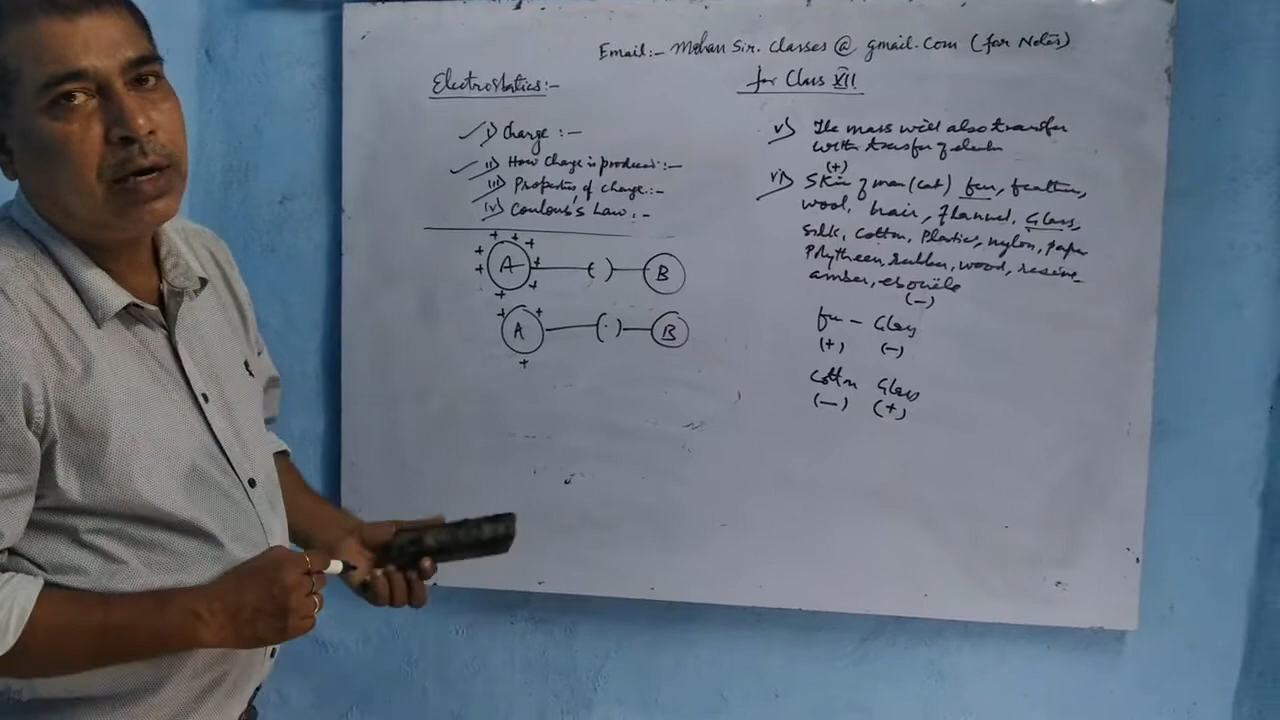 Email:- Mohan Sir. Classes @ gmail.Com (for Notes)
Electrostatics:-
for Class XII
i) Charge :-
ii) How Charge is produced:-
iii) Properties of charge:-
iv) Coulous's Law:-
A ( ) B
A (.) B
+ + + + + + + +
+ + +
v) The mass will also transfer
with transfer of electron
(+)
vi) Skin of man (Cat) fur, feather,
wool, hair, flannel, Glass,
Silk, Cotton, Plastic, nylon, paper
Polytheen, rubber, wood, resine
amber, ebonite
(-)
fur - Glass
(+) (-)
Cotton Glass
(-) (+)